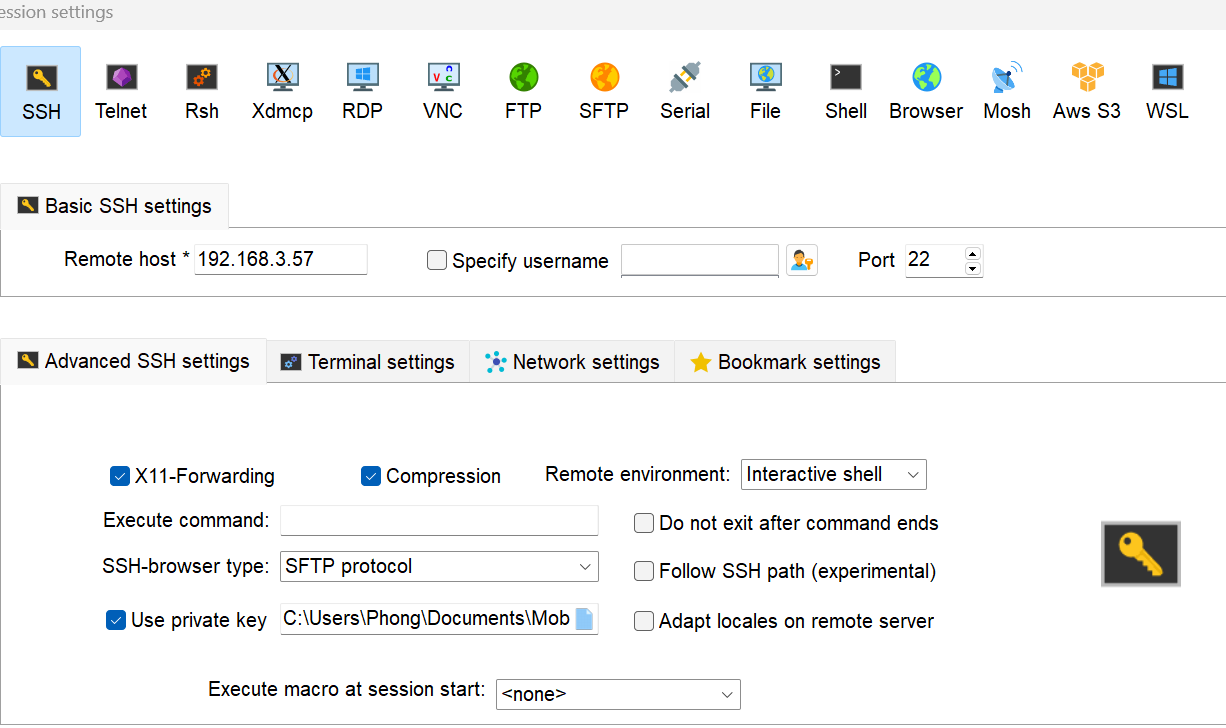 ession settings
SSH Telnet Rsh Xdmcp RDP VNC FTP SFTP Serial File Shell Browser Mosh Aws S3 WSL
Basic SSH settings
Remote host * 192.168.3.57 Specify username Port 22
Advanced SSH settings Terminal settings Network settings Bookmark settings
X11-Forwarding Compression Remote environment: Interactive shell
Execute command: Do not exit after command ends
SSH-browser type: SFTP protocol Follow SSH path (experimental)
Use private key C:\Users\Phong\Documents\Mob Adapt locales on remote server
Execute macro at session start: <none>